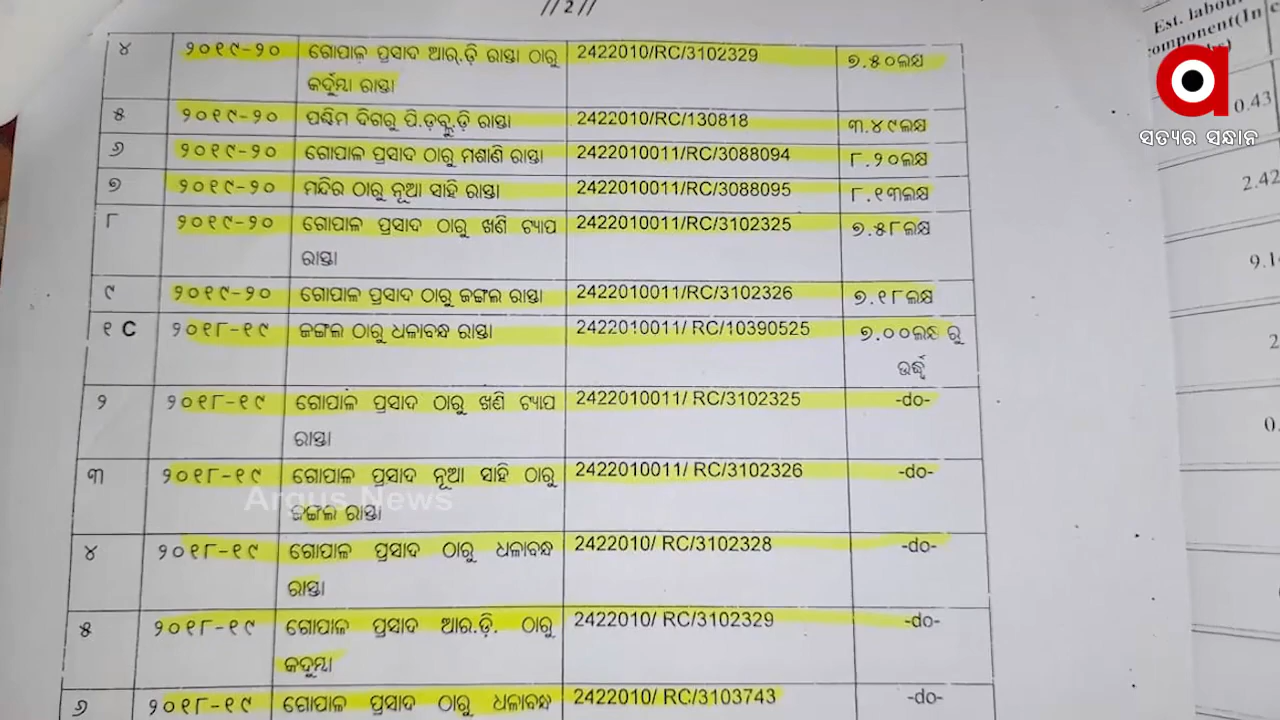 // 2 //
୪ ୨୦୧୯-୨୦ ଗୋପାଳ ପ୍ରସାଦ ଆର୍.ଡ଼ି ରାସ୍ତା ଠାରୁ 2422010/RC/3102329 ୭.୫୦ଲକ୍ଷ
କର୍ଦ୍ଦୁମ୍ବା ରାସ୍ତା
୫ ୨୦୧୯-୨୦ ପଶ୍ଚିମ ଦିଗରୁ ପି.ଡ଼ବ୍ଲୁ.ଡ଼ି ରାସ୍ତା 2422010/RC/130818 ୩.୪୯ଲକ୍ଷ
୬ ୨୦୧୯-୨୦ ଗୋପାଳ ପ୍ରସାଦ ଠାରୁ ମଶାଣି ରାସ୍ତା 2422010011/RC/3088094 ୮.୨୦ଲକ୍ଷ
୭ ୨୦୧୯-୨୦ ମନ୍ଦିର ଠାରୁ ନୂଆ ସାହି ରାସ୍ତା 2422010011/RC/3088095 ୮.୧୩ଲକ୍ଷ
୮ ୨୦୧୯-୨୦ ଗୋପାଳ ପ୍ରସାଦ ଠାରୁ ଖଣି ଟ୍ୟାପ 2422010011/RC/3102325 ୭.୫୮ଲକ୍ଷ
ରାସ୍ତା
୯ ୨୦୧୯-୨୦ ଗୋପାଳ ପ୍ରସାଦ ଠାରୁ ଜଙ୍ଗଲ ରାସ୍ତା 2422010011/RC/3102326 ୭.୧୮ଲକ୍ଷ
୧ C ୨୦୧୮-୧୯ ଜଙ୍ଗଲ ଠାରୁ ଧଳାବନ୍ଧ ରାସ୍ତା 2422010011/ RC/10390525 ୭.୦୦ଲକ୍ଷ ରୁ
ଉର୍ଦ୍ଧ୍ୱ
୨ ୨୦୧୮-୧୯ ଗୋପାଳ ପ୍ରସାଦ ଠାରୁ ଖଣି ଟ୍ୟାପ 2422010011/ RC/3102325 -do-
ରାସ୍ତା
୩ ୨୦୧୮-୧୯ ଗୋପାଳ ପ୍ରସାଦ ନୂଆ ସାହି ଠାରୁ 2422010011/ RC/3102326 -do-
ଜଙ୍ଗଲ ରାସ୍ତା
୪ ୨୦୧୮-୧୯ ଗୋପାଳ ପ୍ରସାଦ ଠାରୁ ଧଳାବନ୍ଧ 2422010/ RC/3102328 -do-
ରାସ୍ତା
୫ ୨୦୧୮-୧୯ ଗୋପାଳ ପ୍ରସାଦ ଆର.ଡ଼ି. ଠାରୁ 2422010/ RC/3102329 -do-
କଦୁମ୍ବା
୬ ୨୦୧୮-୧୯ ଗୋପାଳ ପ୍ରସାଦ ଠାରୁ ଧଳାବନ୍ଧ 2422010/ RC/3103743 -do-
Argus News
Est. labou
omponent(In
0.43
2.42
9.1
2
0.
a
ସତ୍ୟର ସନ୍ଧାନ